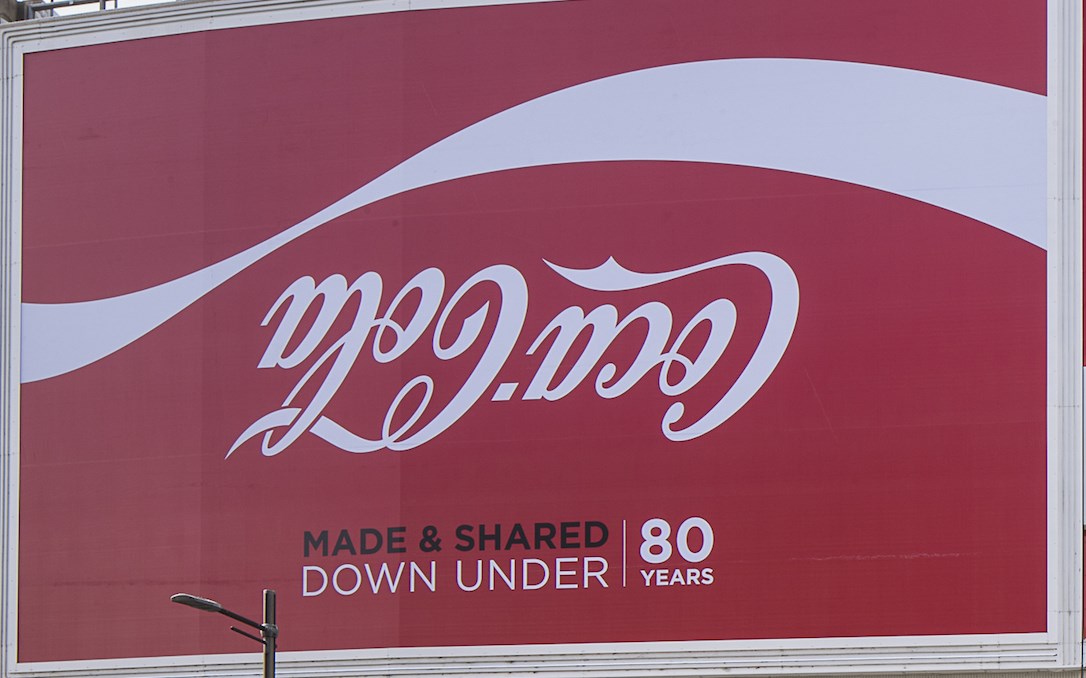 Coca-Cola
MADE & SHARED
DOWN UNDER
80
YEARS